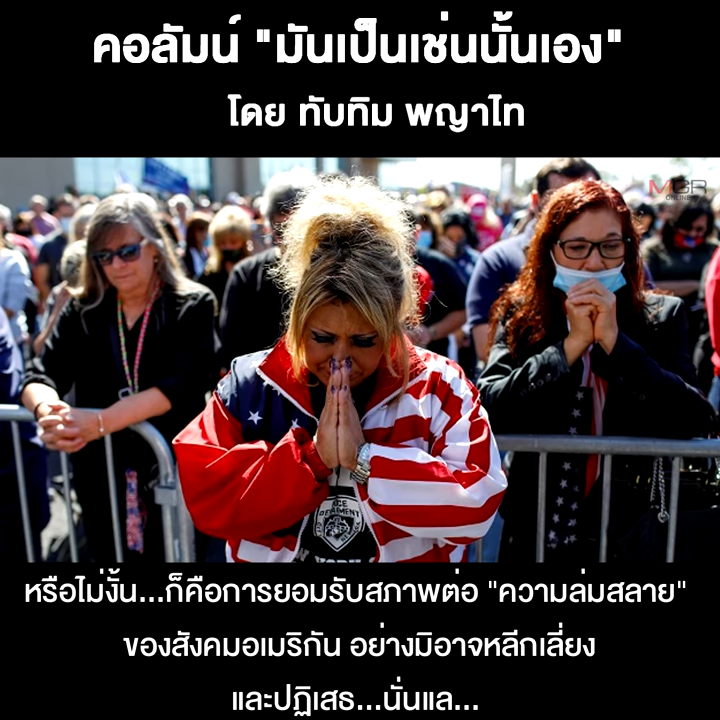 คอลัมน์ "มันเป็นเช่นนั้นเอง"
โดย ทับทิม พญาไท
MGR
ONLINE
หรือไม่งั้น...ก็คือการยอมรับสภาพต่อ "ความล่มสลาย"
ของสังคมอเมริกัน อย่างมิอาจหลีกเลี่ยง
และปฏิเสธ...นั่นแล...